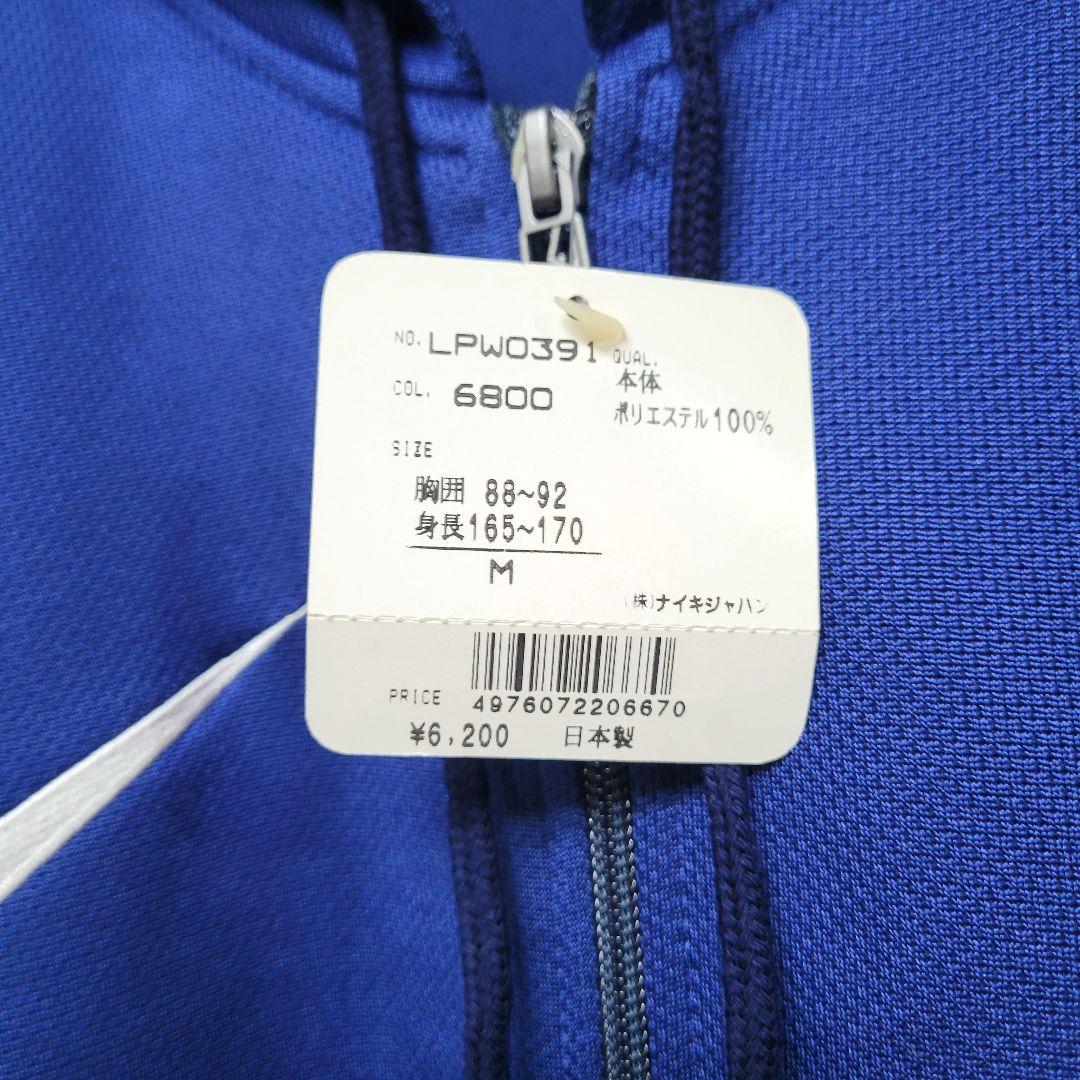 NO. LPW0391
COL. 6800
QUAL.
本体
ポリエステル100%
SIZE
胸囲 88~92
身長165~170
M
(株)ナイキジャパン
4976072206670
PRICE
¥6,200 日本製